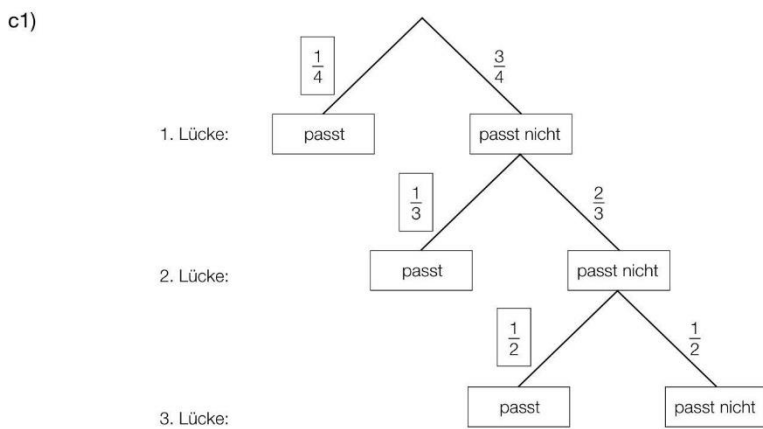 c1)
1/4 3/4
1. Lücke: passt passt nicht
1/3 2/3
2. Lücke: passt passt nicht
1/2 1/2
3. Lücke: passt passt nicht